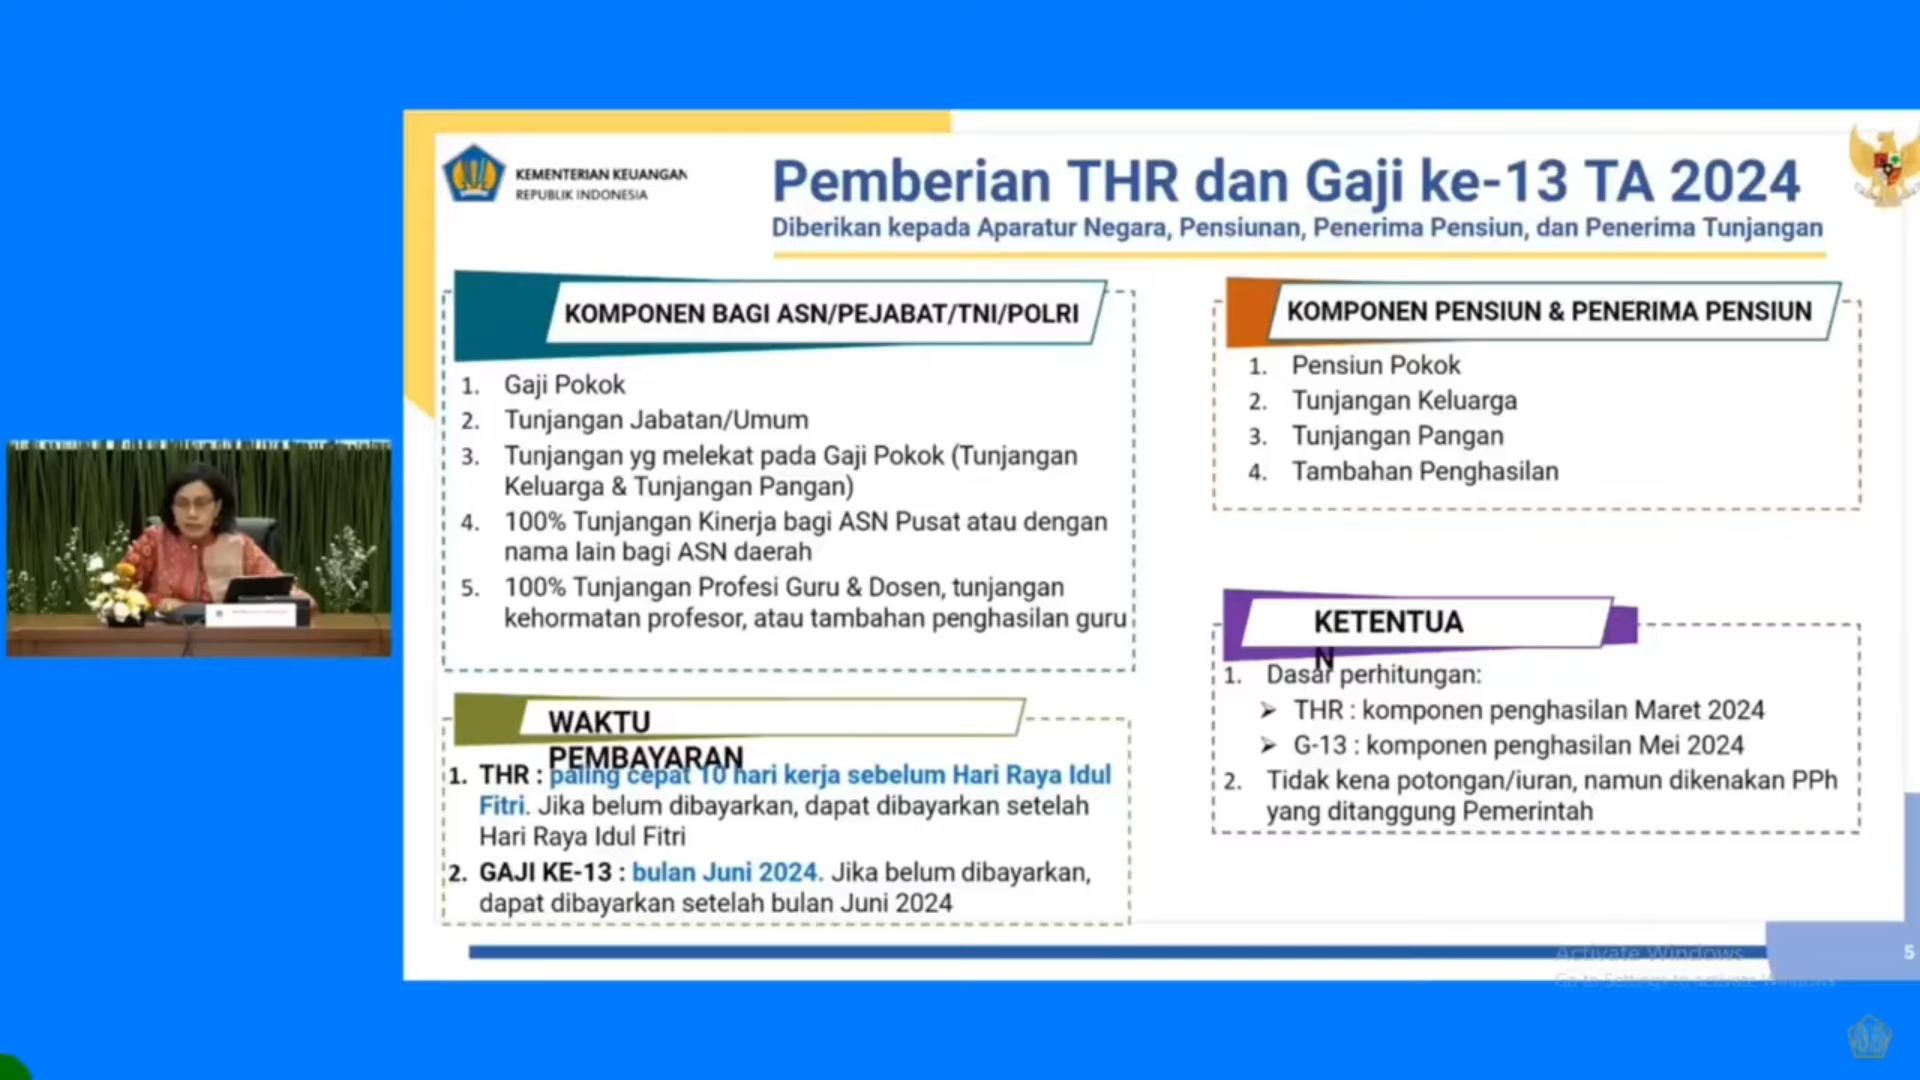 KEMENTERIAN KEUANGAN
REPUBLIK INDONESIA
Pemberian THR dan Gaji ke-13 TA 2024
Diberikan kepada Aparatur Negara, Pensiunan, Penerima Pensiun, dan Penerima Tunjangan
KOMPONEN BAGI ASN/PEJABAT/TNI/POLRI
1. Gaji Pokok
2. Tunjangan Jabatan/Umum
3. Tunjangan yg melekat pada Gaji Pokok (Tunjangan
Keluarga & Tunjangan Pangan)
4. 100% Tunjangan Kinerja bagi ASN Pusat atau dengan
nama lain bagi ASN daerah
5. 100% Tunjangan Profesi Guru & Dosen, tunjangan
kehormatan profesor, atau tambahan penghasilan guru
WAKTU
PEMBAYARAN
1. THR : paling cepat 10 hari kerja sebelum Hari Raya Idul
Fitri. Jika belum dibayarkan, dapat dibayarkan setelah
Hari Raya Idul Fitri
2. GAJI KE-13 : bulan Juni 2024. Jika belum dibayarkan,
dapat dibayarkan setelah bulan Juni 2024
KOMPONEN PENSIUN & PENERIMA PENSIUN
1. Pensiun Pokok
2. Tunjangan Keluarga
3. Tunjangan Pangan
4. Tambahan Penghasilan
KETENTUA
N
1. Dasar perhitungan:
➢ THR : komponen penghasilan Maret 2024
➢ G-13 : komponen penghasilan Mei 2024
2. Tidak kena potongan/iuran, namun dikenakan PPh
yang ditanggung Pemerintah
Activate Windows
Go to Settings to activate Windows
5